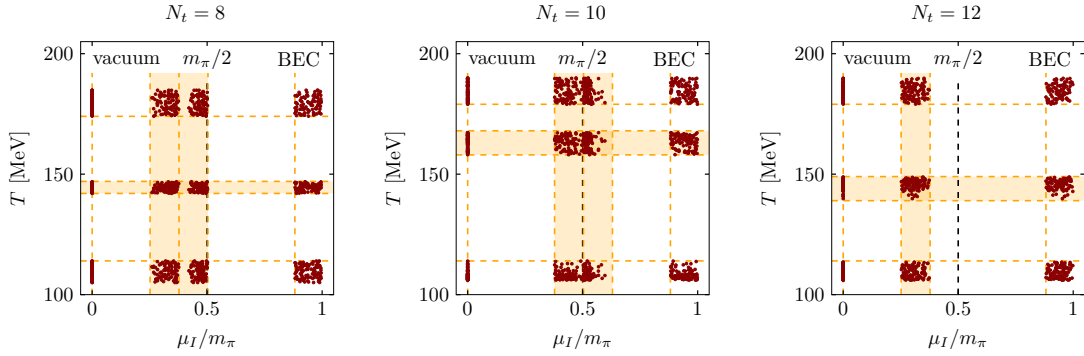 N_t = 8
vacuum m_π/2 BEC
200
150
100
T [MeV]
0 0.5 1
μ_I/m_π
N_t = 10
vacuum m_π/2 BEC
200
150
100
T [MeV]
0 0.5 1
μ_I/m_π
N_t = 12
vacuum m_π/2 BEC
200
150
100
T [MeV]
0 0.5 1
μ_I/m_π